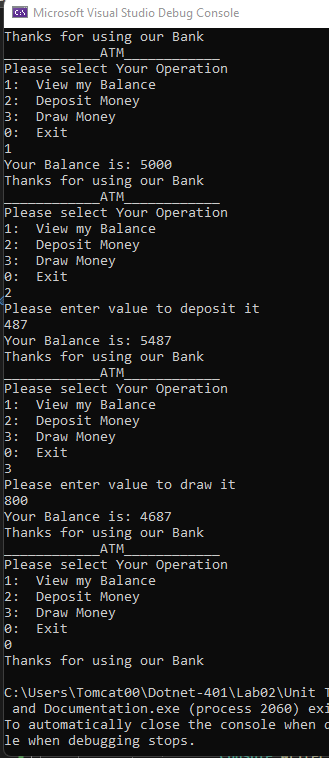 Microsoft Visual Studio Debug Console
Thanks for using our Bank
____________ATM____________
Please select Your Operation
1:  View my Balance
2:  Deposit Money
3:  Draw Money
0:  Exit
1
Your Balance is: 5000
Thanks for using our Bank
____________ATM____________
Please select Your Operation
1:  View my Balance
2:  Deposit Money
3:  Draw Money
0:  Exit
2
Please enter value to deposit it
487
Your Balance is: 5487
Thanks for using our Bank
____________ATM____________
Please select Your Operation
1:  View my Balance
2:  Deposit Money
3:  Draw Money
0:  Exit
3
Please enter value to draw it
800
Your Balance is: 4687
Thanks for using our Bank
____________ATM____________
Please select Your Operation
1:  View my Balance
2:  Deposit Money
3:  Draw Money
0:  Exit
0
Thanks for using our Bank
C:\Users\Tomcat00\Dotnet-401\Lab02\Unit T
 and Documentation.exe (process 2060) exi
To automatically close the console when d
le when debugging stops.